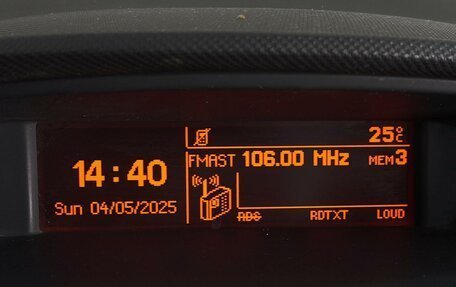 25°C
FMAST 106.00 MHz MEM3
14:40
Sun 04/05/2025
RDS RDTXT LOUD